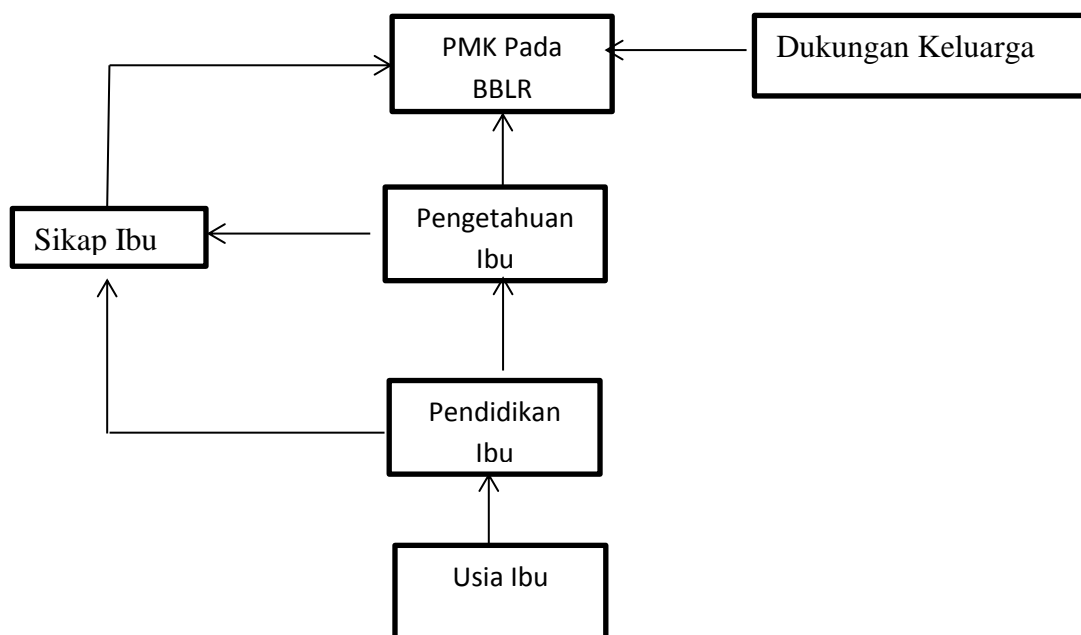 PMK Pada
BBLR
Dukungan Keluarga
Sikap Ibu
Pengetahuan
Ibu
Pendidikan
Ibu
Usia Ibu